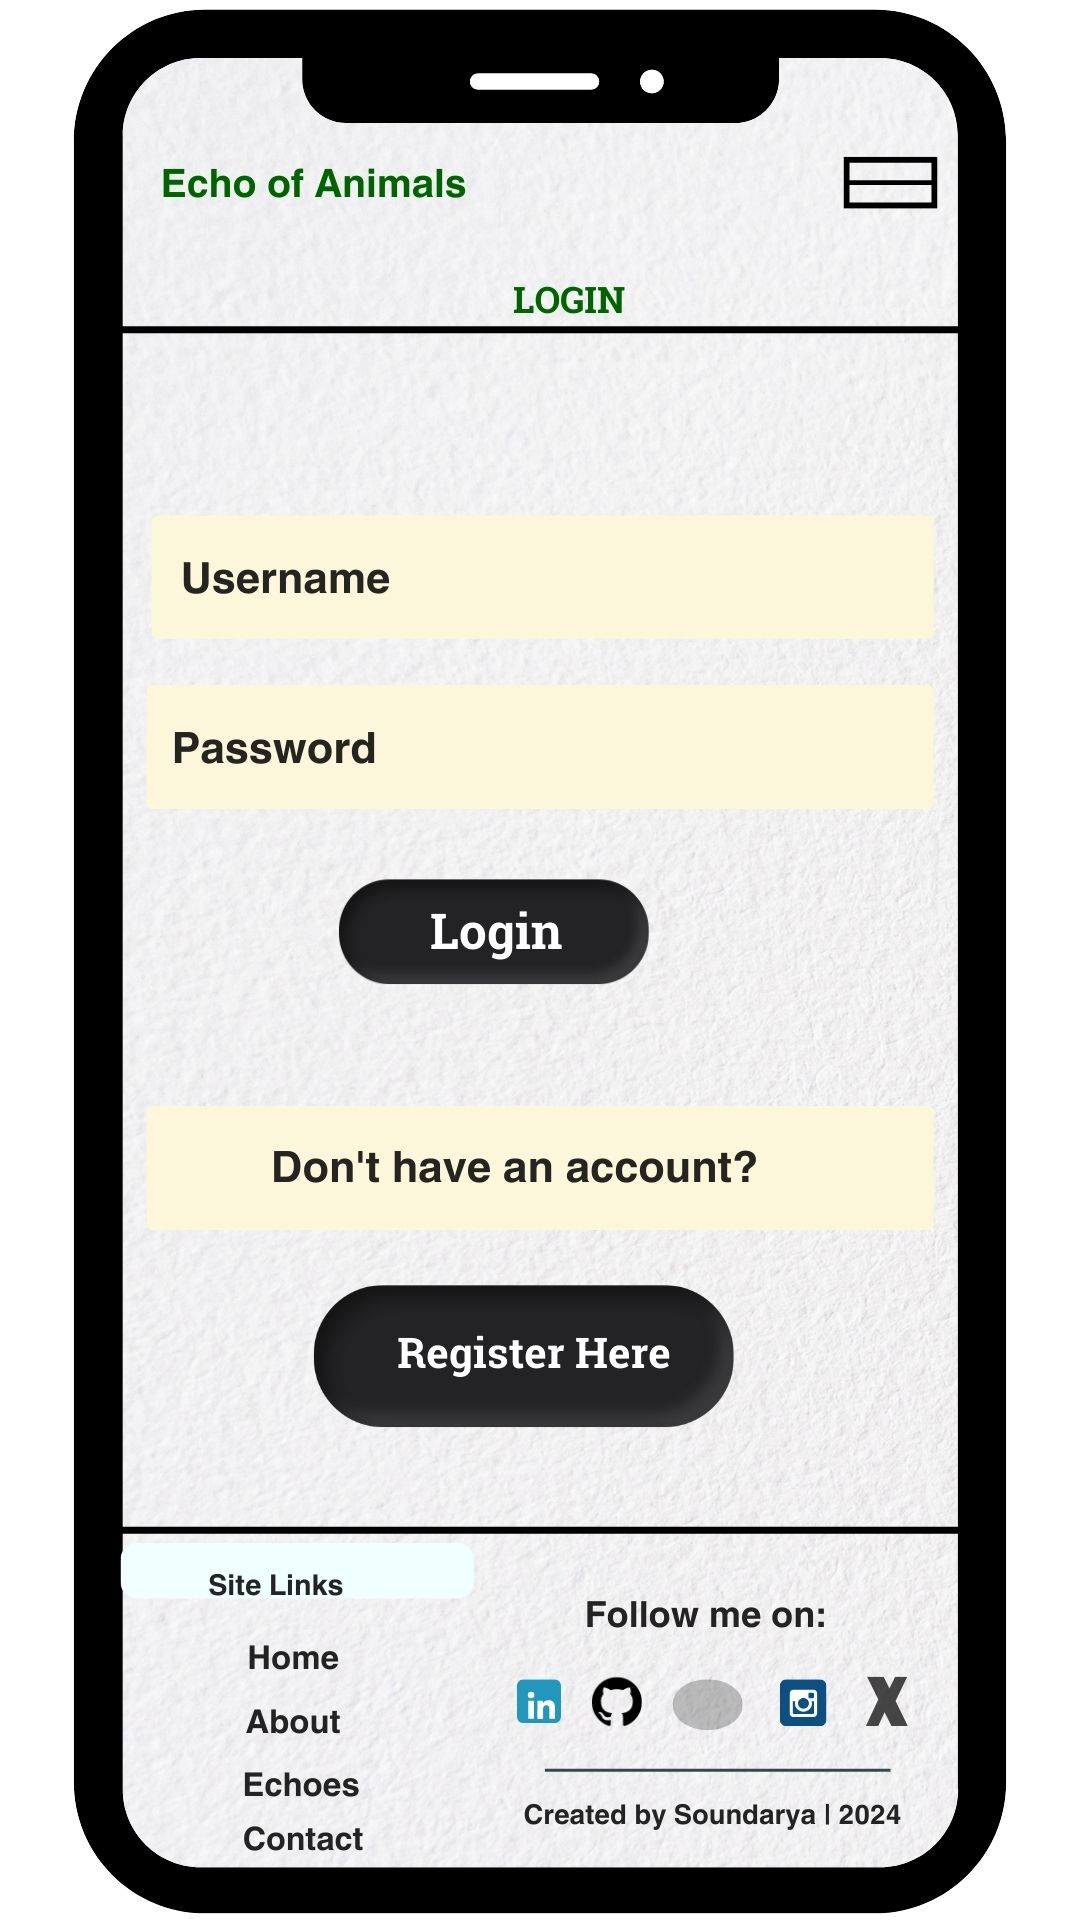 Echo of Animals
LOGIN
Username
Password
Login
Don't have an account?
Register Here
Site Links
Home
About
Echoes
Contact
Follow me on:
in
X
Created by Soundarya | 2024